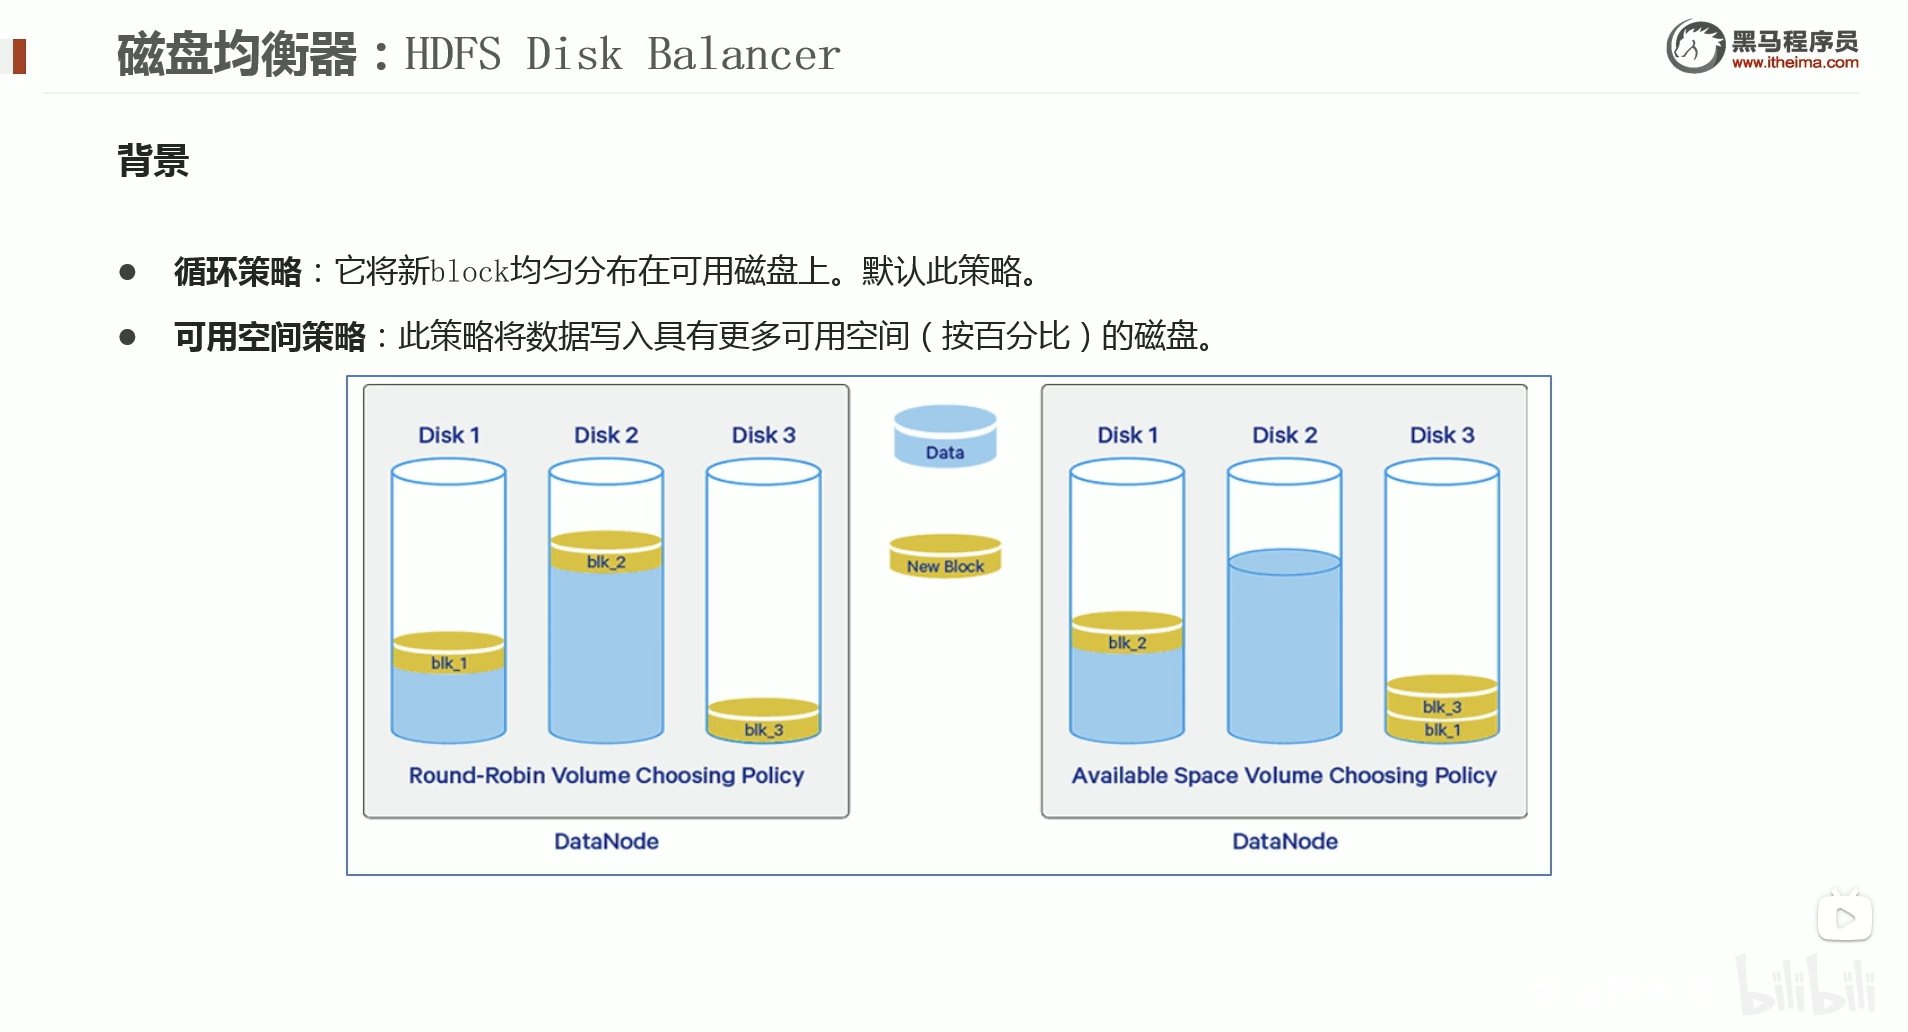 磁盘均衡器：HDFS Disk Balancer
黑马程序员
www.itheima.com
背景
循环策略：它将新block均匀分布在可用磁盘上。默认此策略。
可用空间策略：此策略将数据写入具有更多可用空间（按百分比）的磁盘。
Disk 1
Disk 2
Disk 3
blk_1
blk_2
blk_3
Round-Robin Volume Choosing Policy
DataNode
Data
New Block
Disk 1
Disk 2
Disk 3
blk_2
blk_3
blk_1
Available Space Volume Choosing Policy
DataNode
bilibili